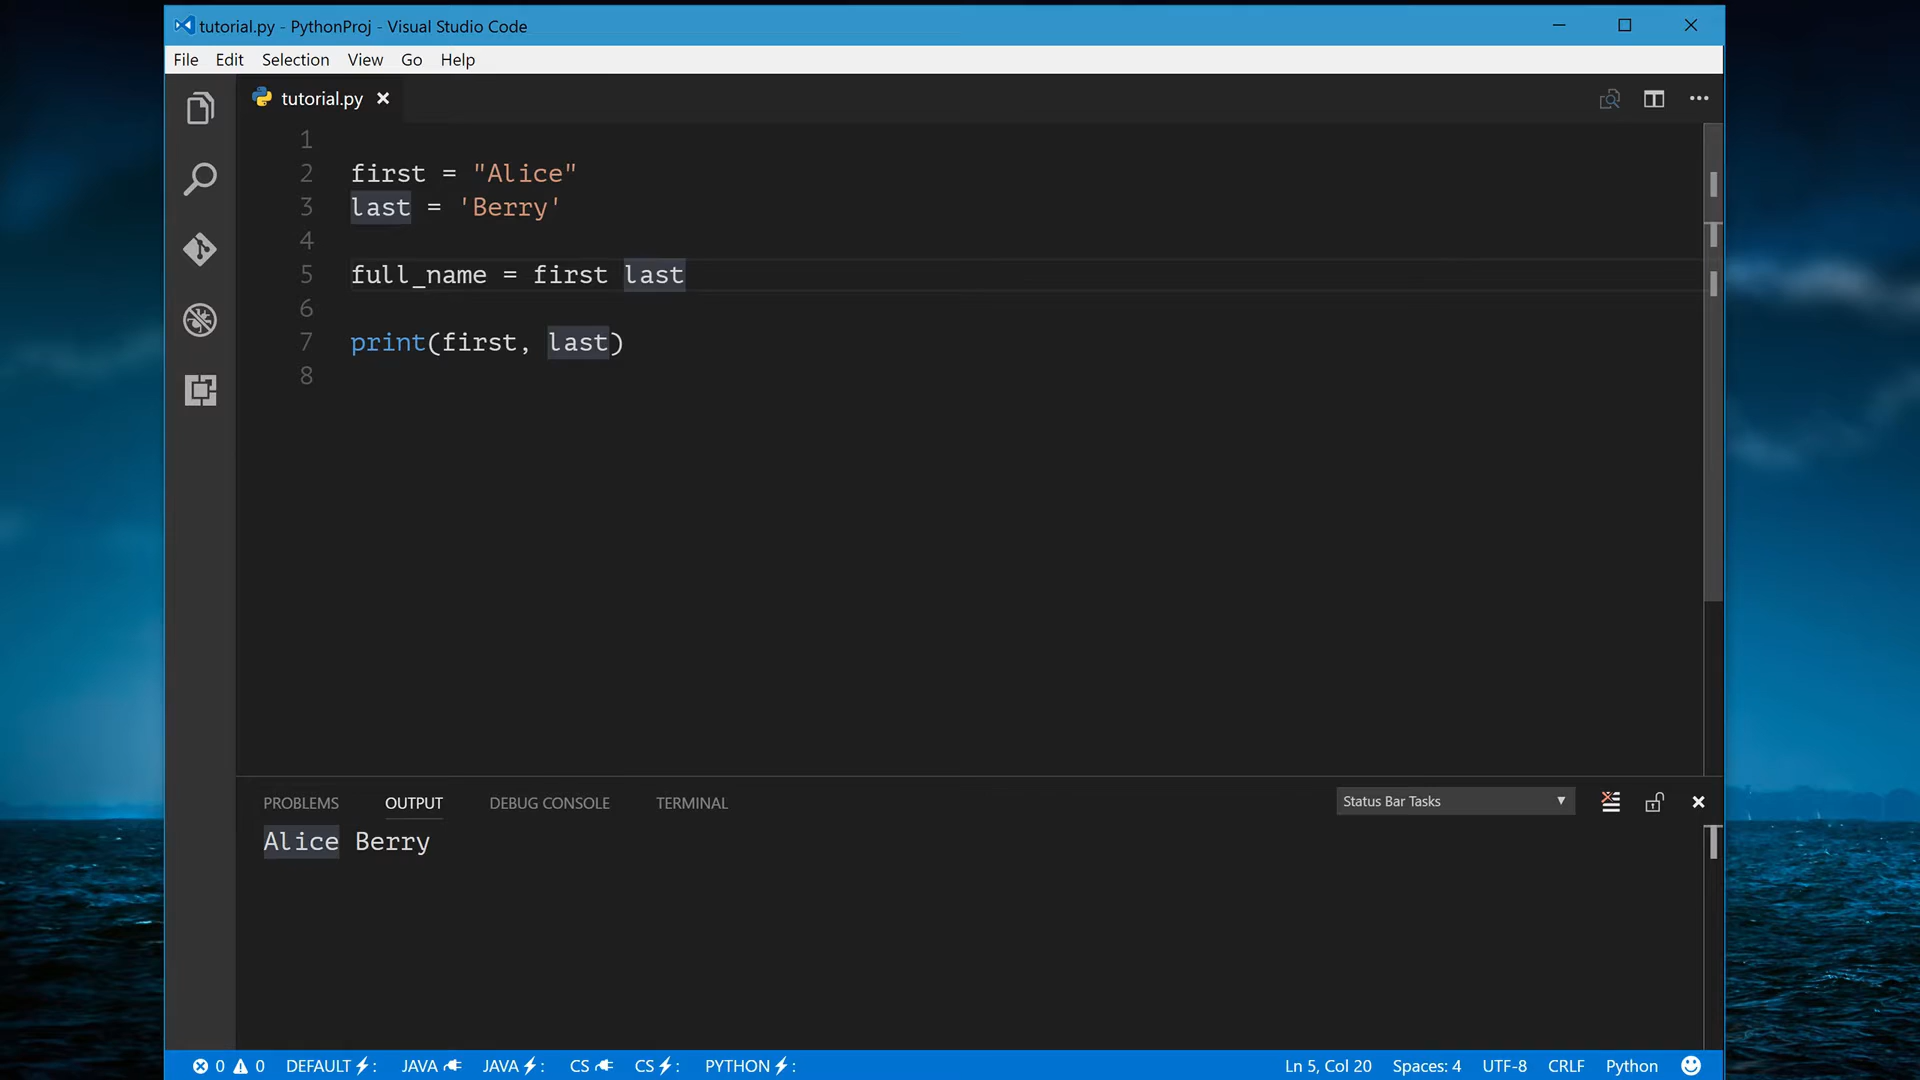 tutorial.py - PythonProj - Visual Studio Code
File Edit Selection View Go Help
tutorial.py
1
2 first = "Alice"
3 last = 'Berry'
4
5 full_name = first last
6
7 print(first, last)
8
PROBLEMS OUTPUT DEBUG CONSOLE TERMINAL Status Bar Tasks
Alice Berry
0 0 DEFAULT : JAVA JAVA : CS CS : PYTHON : Ln 5, Col 20 Spaces: 4 UTF-8 CRLF Python